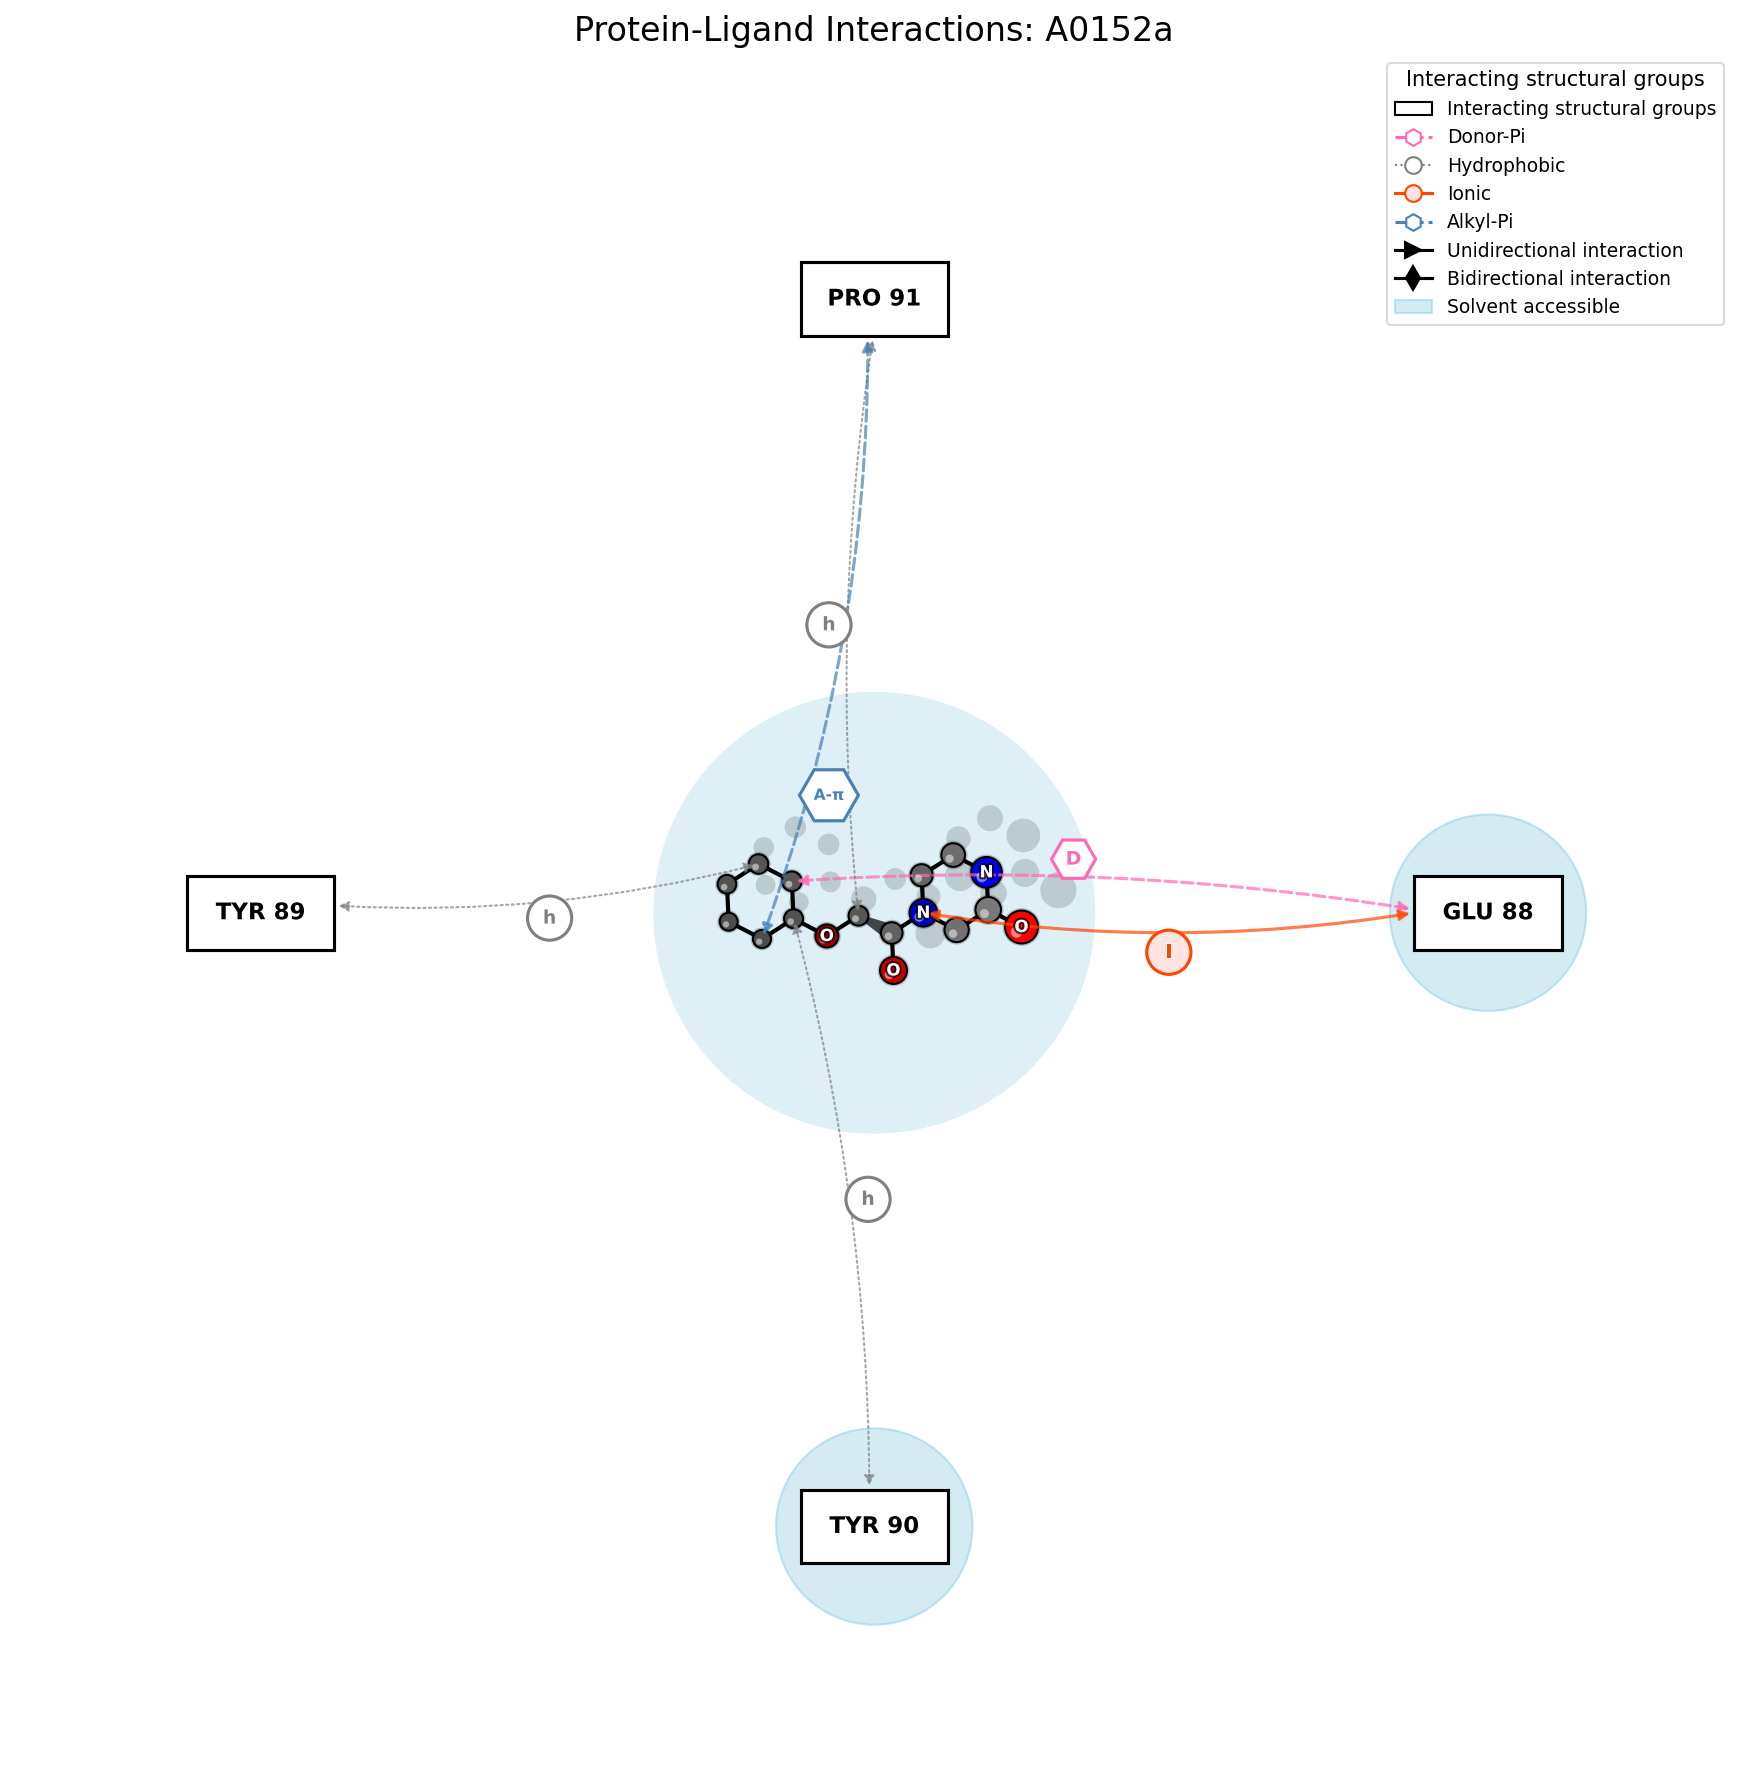 Protein-Ligand Interactions: A0152a
Interacting structural groups
Interacting structural groups
Donor-Pi
Hydrophobic
Ionic
Alkyl-Pi
Unidirectional interaction
Bidirectional interaction
Solvent accessible
PRO 91
h
A-π
D
N
TYR 89
h
N
O
O
O
I
GLU 88
h
TYR 90